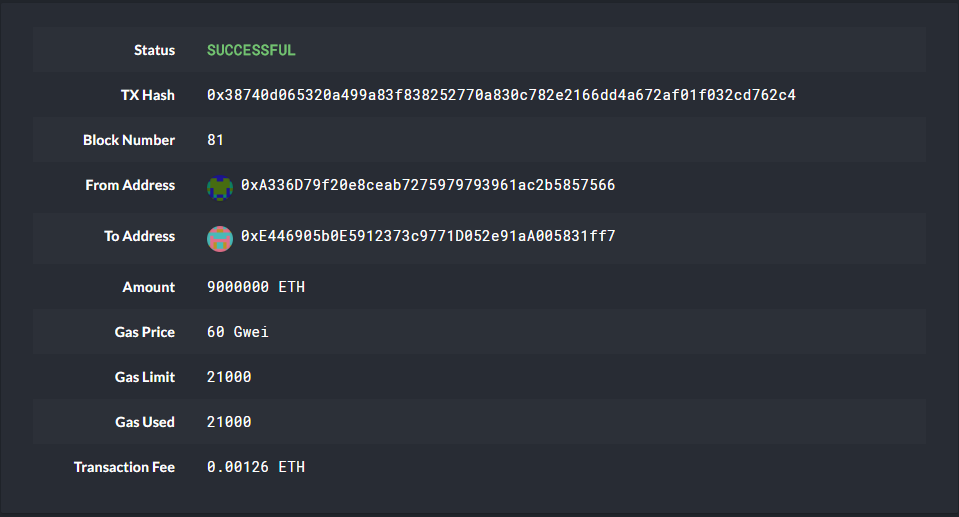 Status SUCCESSFUL
TX Hash 0x38740d065320a499a83f838252770a830c782e2166dd4a672af01f032cd762c4
Block Number 81
From Address 0xA336D79f20e8ceab7275979793961ac2b5857566
To Address 0xE446905b0E5912373c9771D052e91aA005831ff7
Amount 9000000 ETH
Gas Price 60 Gwei
Gas Limit 21000
Gas Used 21000
Transaction Fee 0.00126 ETH